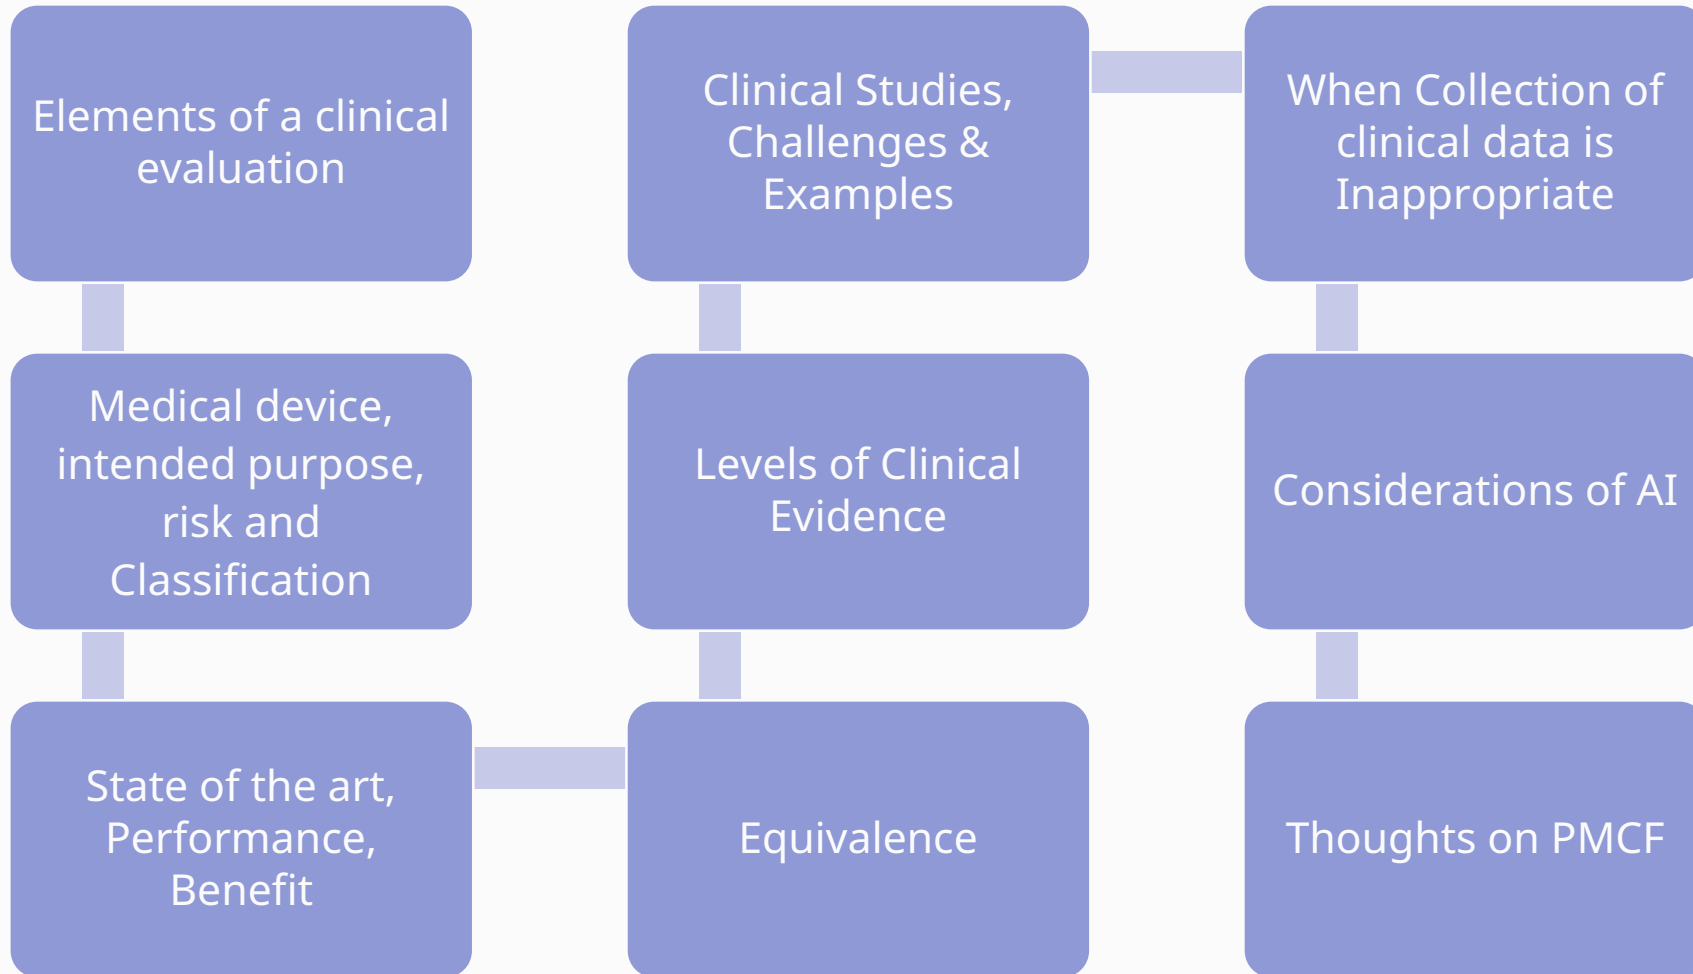 Elements of a clinical
evaluation
Medical device,
intended purpose,
risk and
Classification
State of the art,
Performance,
Benefit
Equivalence
Levels of Clinical
Evidence
Clinical Studies,
Challenges &
Examples
When Collection of
clinical data is
Inappropriate
Considerations of AI
Thoughts on PMCF